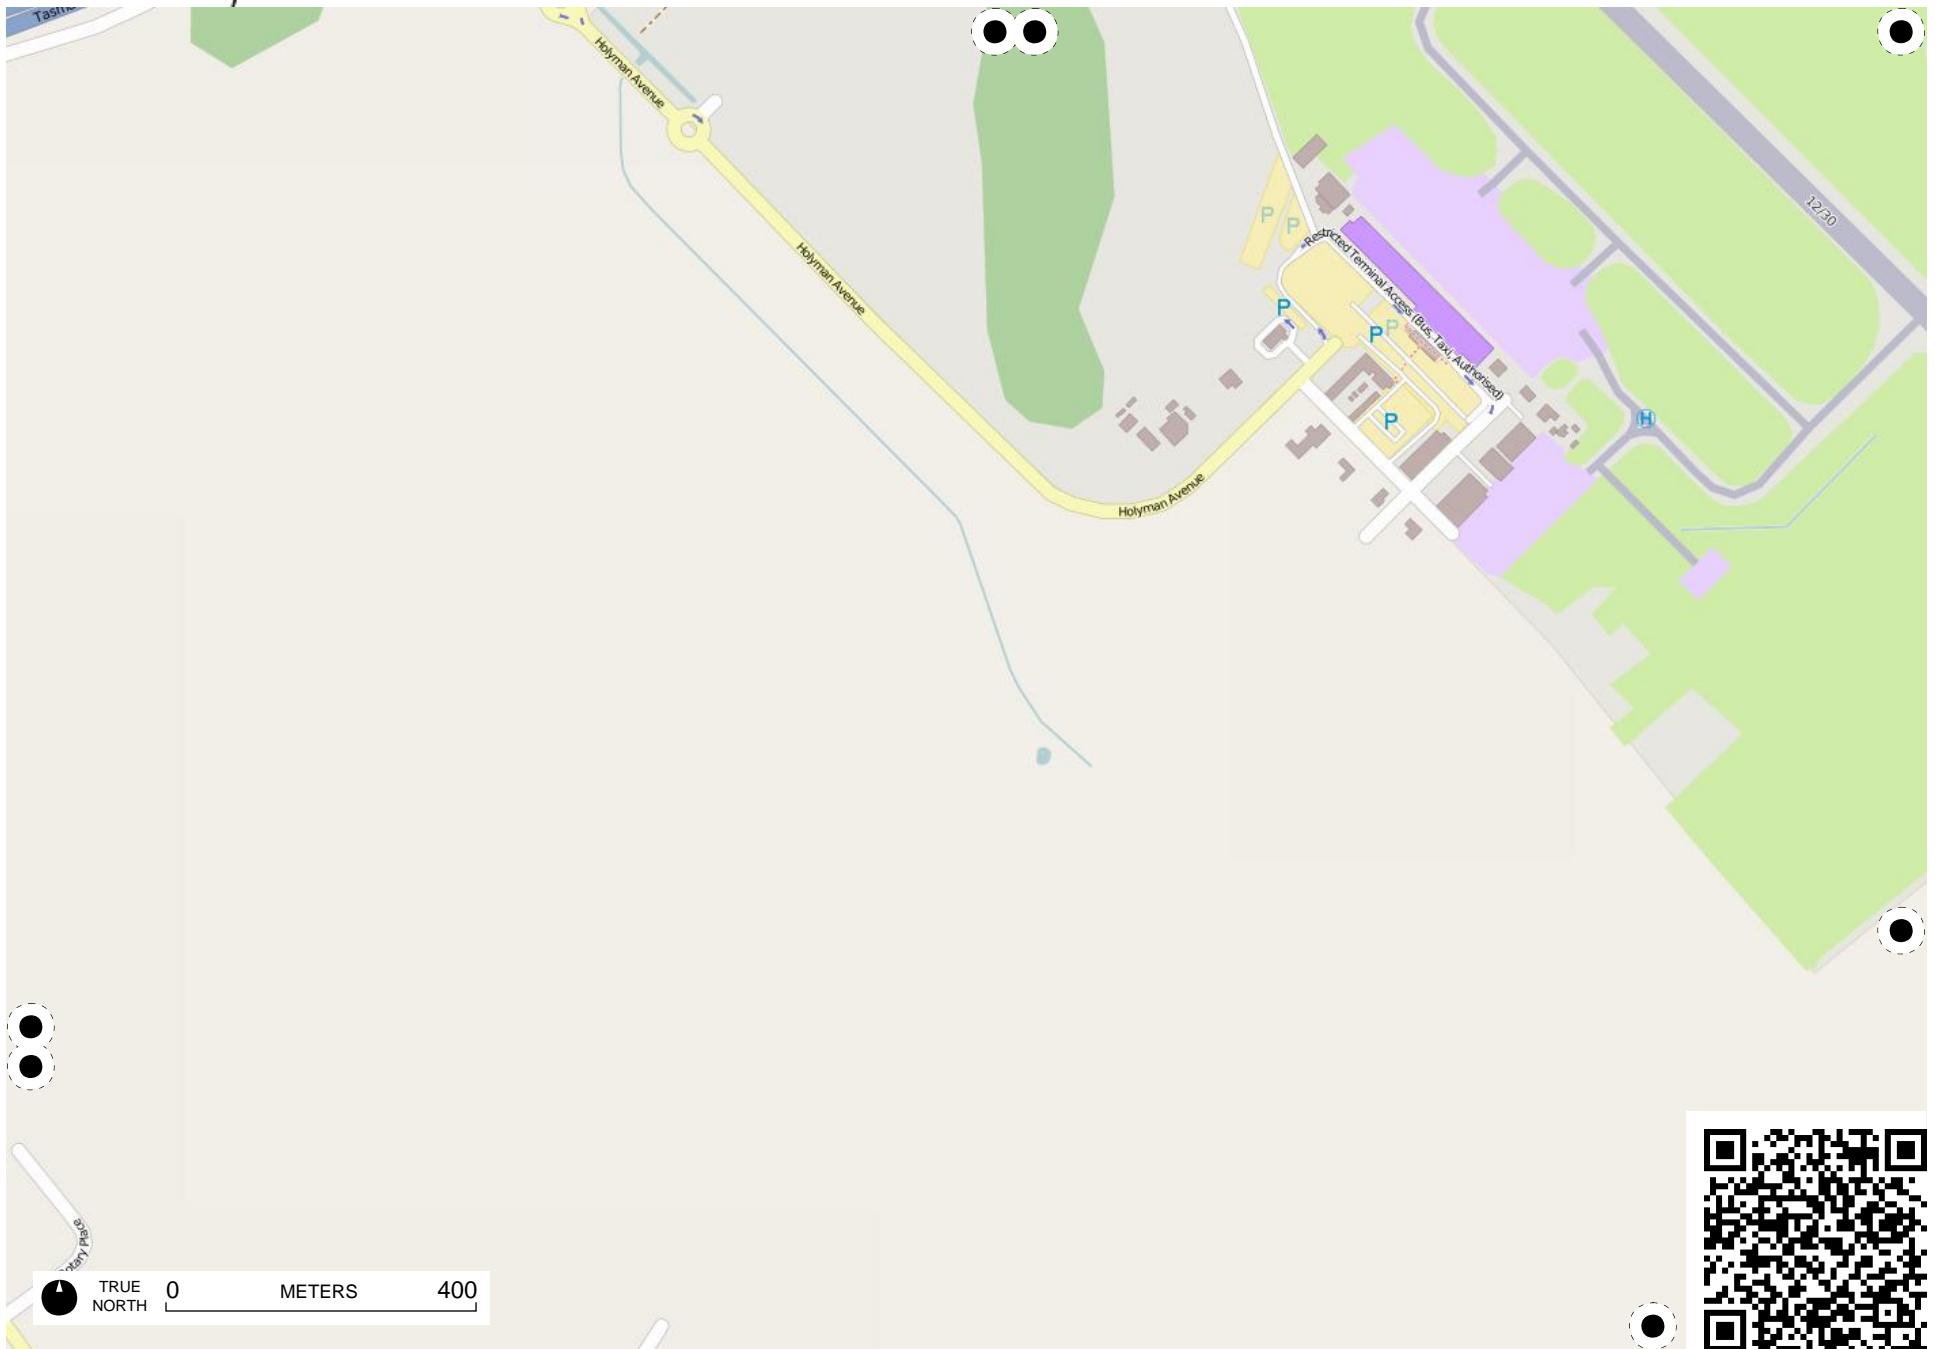 Holyman Avenue
12/30
P
P
Restricted Terminal Access (Bus, Taxi, Authorised)
Holyman Avenue
P
P
P
P
H
Holyman Avenue
TRUE NORTH
0 METERS 400